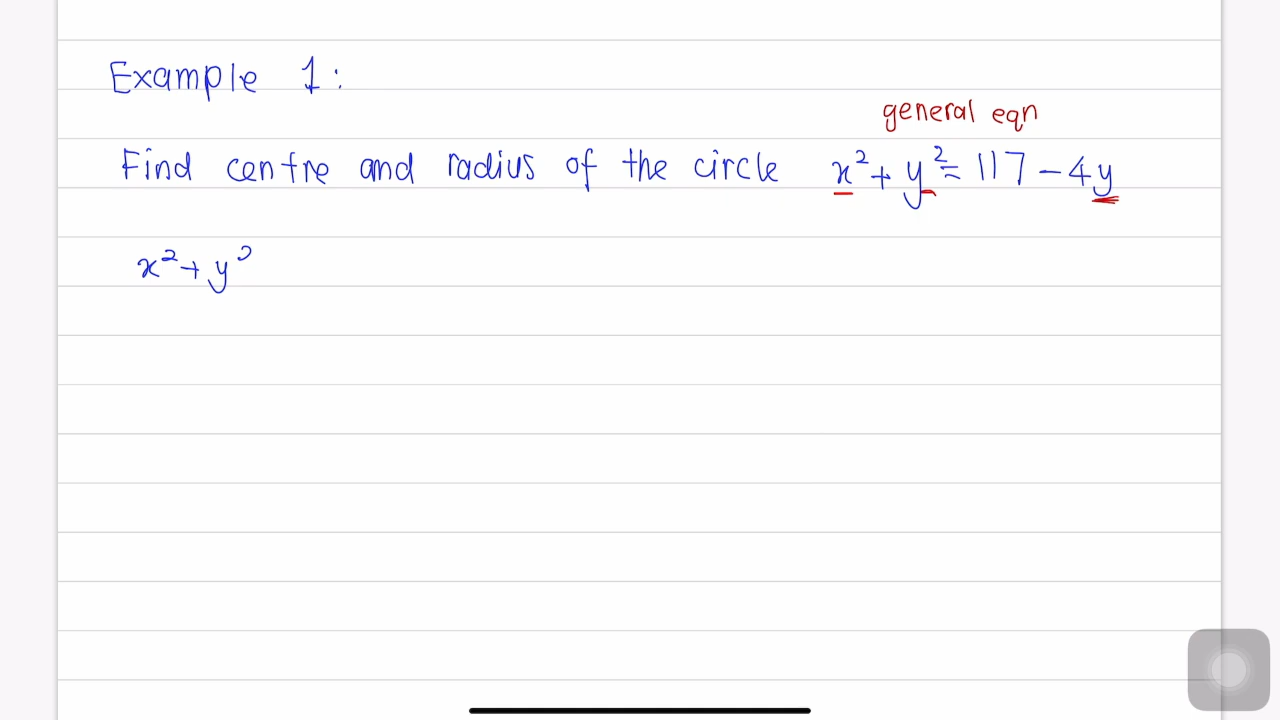 Example 1:
general eqn
Find centre and radius of the circle x² + y² = 117 - 4y
x² + y²